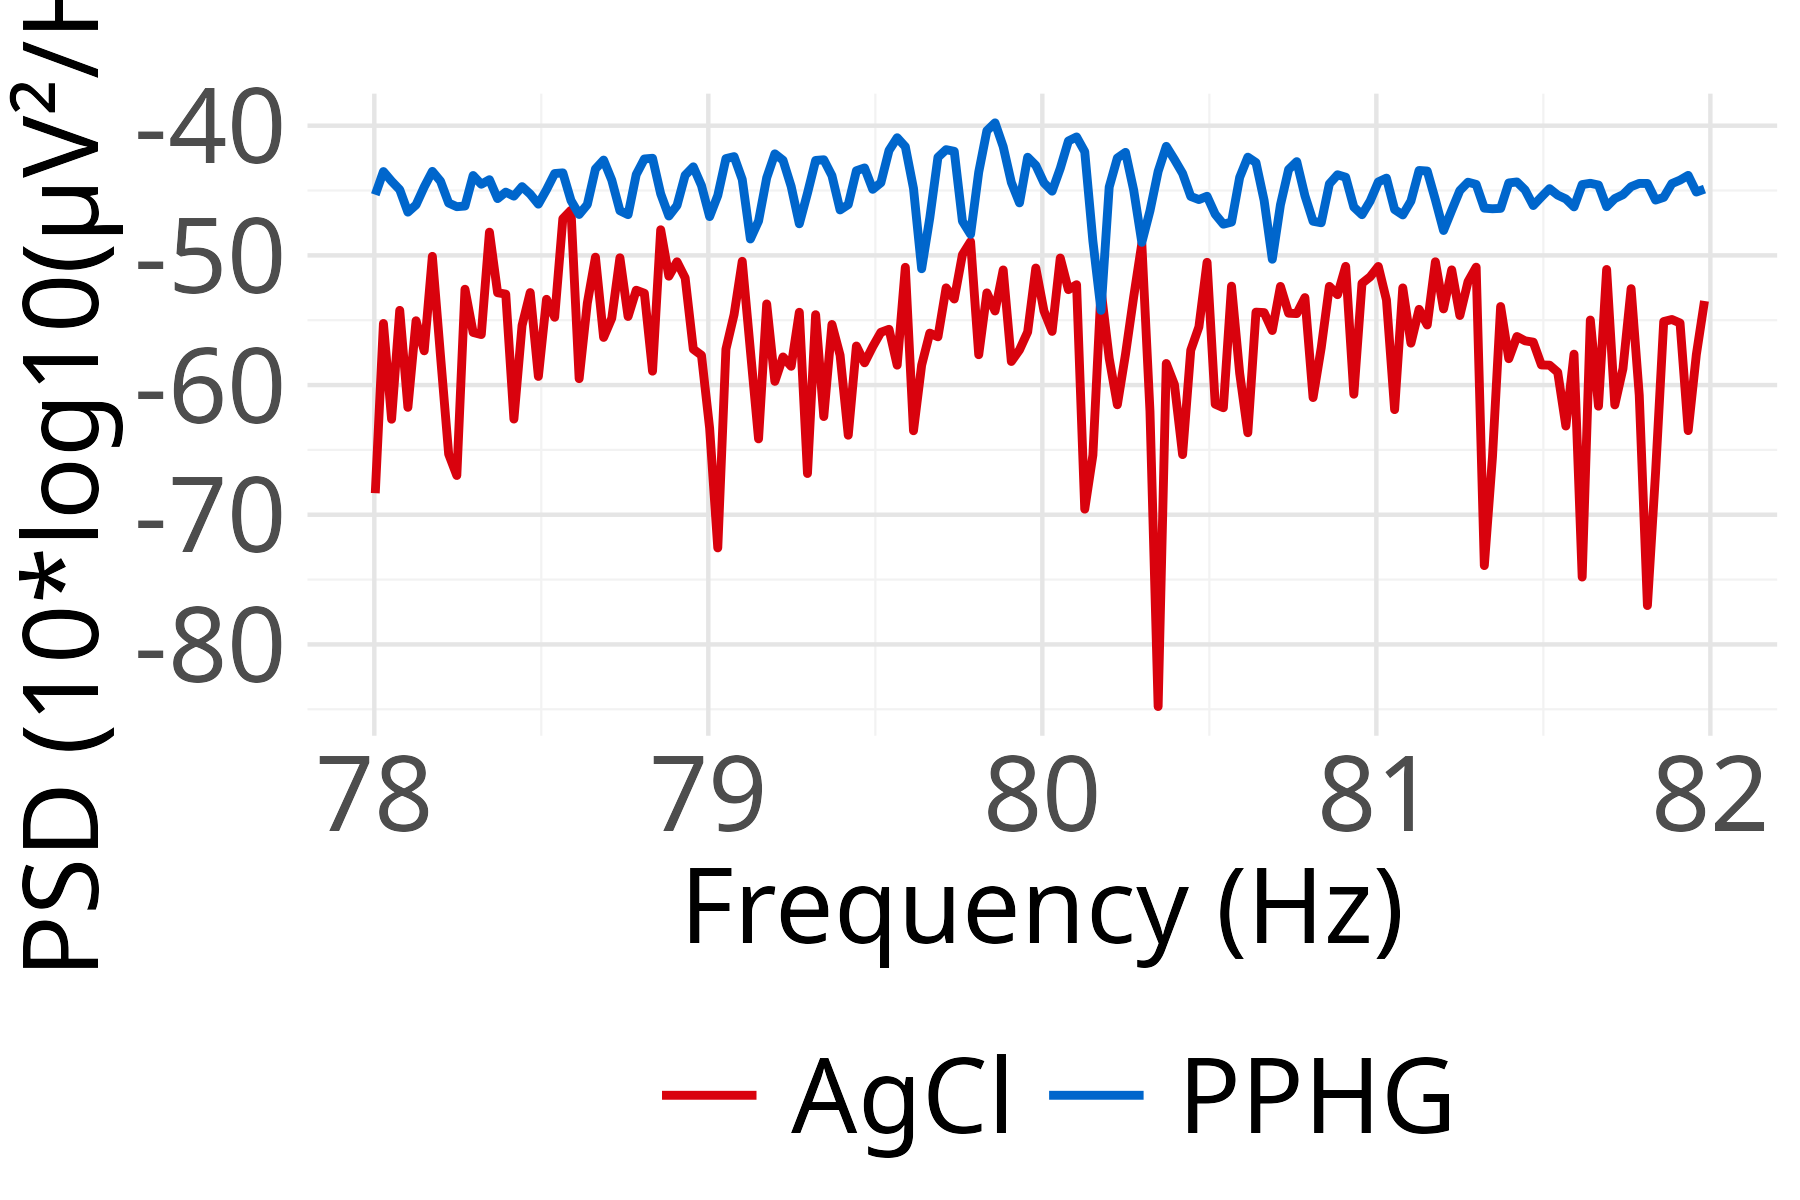 PSD (10*log10(μV²/H
-40
-50
-60
-70
-80
78 79 80 81 82
Frequency (Hz)
AgCl PPHG